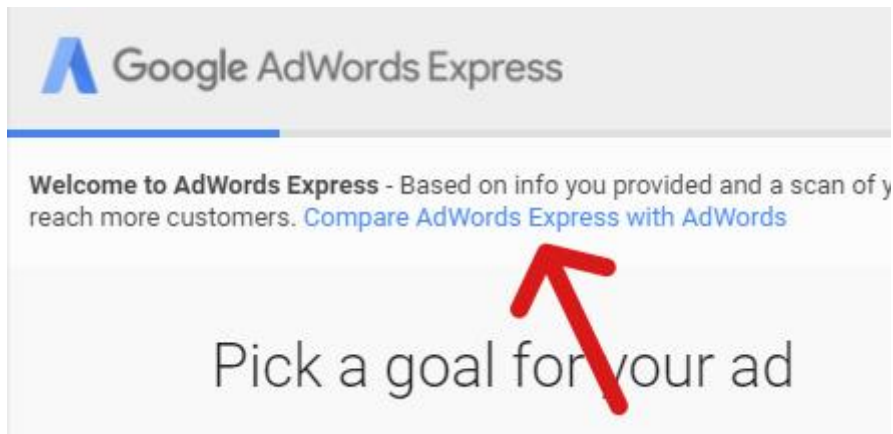 Google AdWords Express
Welcome to AdWords Express - Based on info you provided and a scan of
reach more customers. Compare AdWords Express with AdWords
Pick a goal for your ad